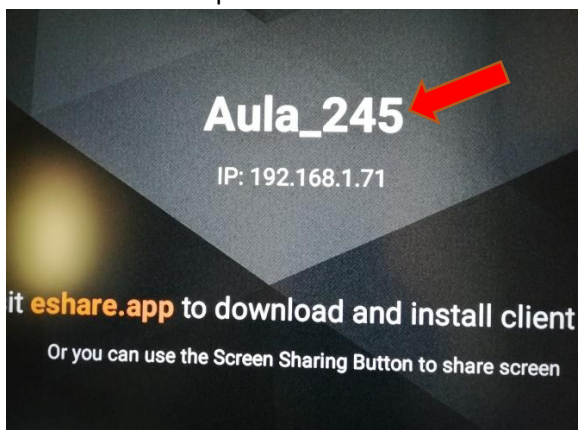 Aula_245
IP: 192.168.1.71
it eshare.app to download and install client
Or you can use the Screen Sharing Button to share screen